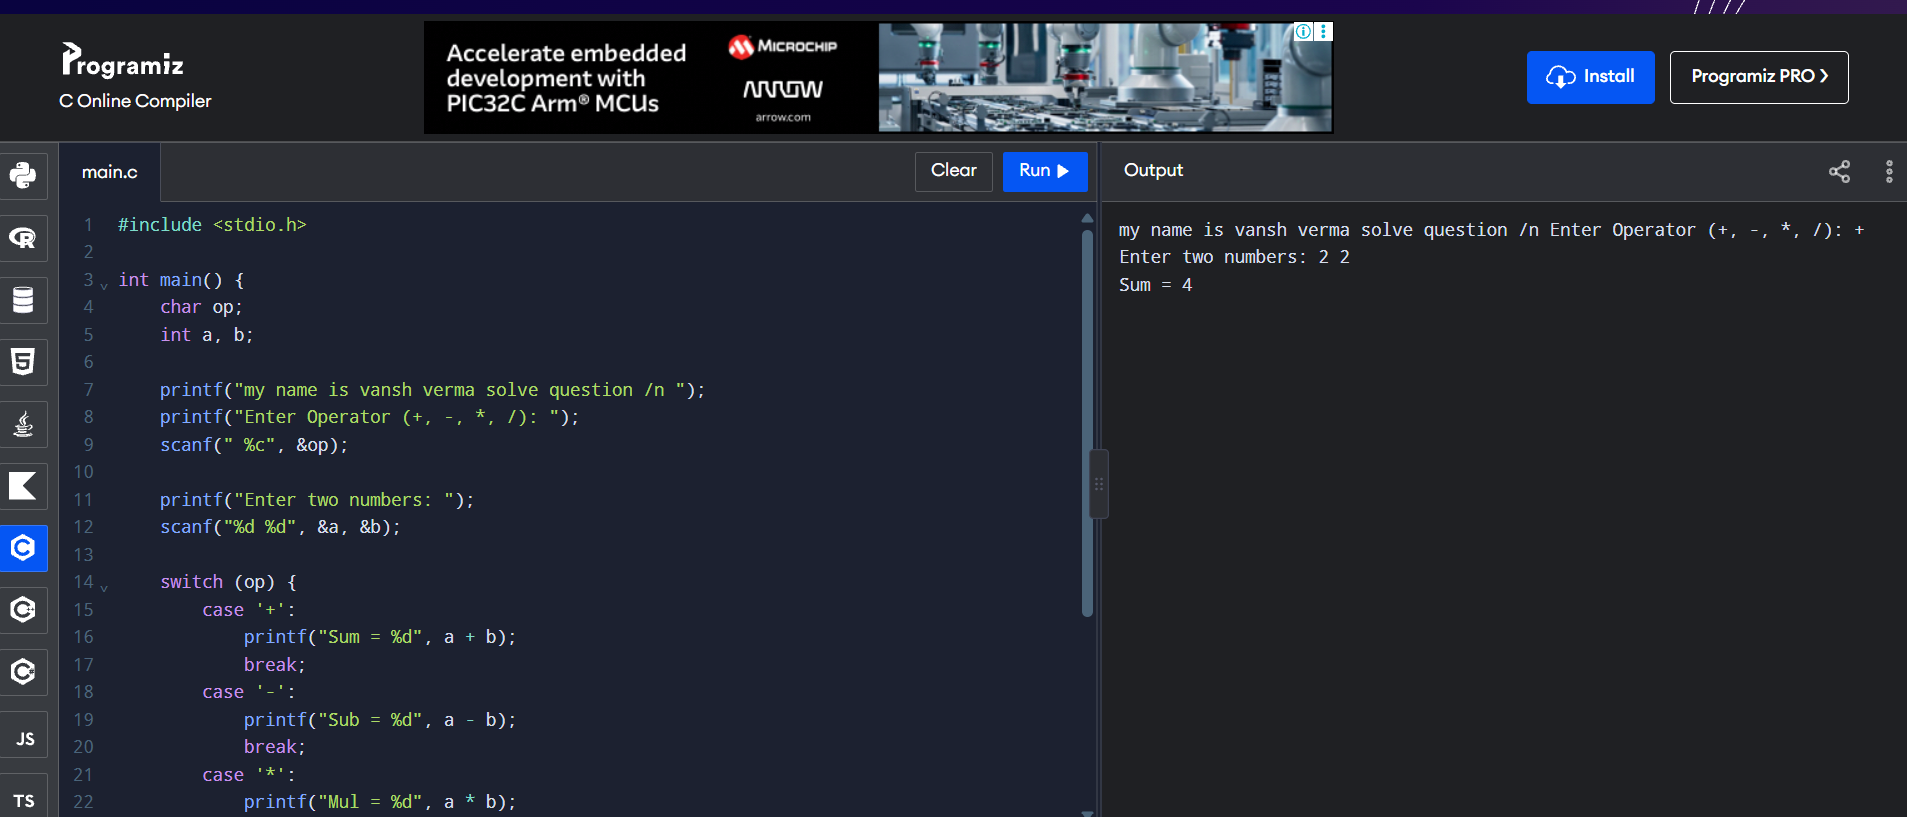 Programiz
C Online Compiler
Accelerate embedded
development with
PIC32C Arm® MCUs
MICROCHIP
ARROW
arrow.com
Install
Programiz PRO ❯
main.c
Clear
Run
Output
1 #include <stdio.h>
2
3 int main() {
4     char op;
5     int a, b;
6
7     printf("my name is vansh verma solve question /n ");
8     printf("Enter Operator (+, -, *, /): ");
9     scanf(" %c", &op);
10
11     printf("Enter two numbers: ");
12     scanf("%d %d", &a, &b);
13
14     switch (op) {
15         case '+':
16             printf("Sum = %d", a + b);
17             break;
18         case '-':
19             printf("Sub = %d", a - b);
20             break;
21         case '*':
22             printf("Mul = %d", a * b);
my name is vansh verma solve question /n Enter Operator (+, -, *, /): +
Enter two numbers: 2 2
Sum = 4
R
5
C
C++
C#
JS
TS